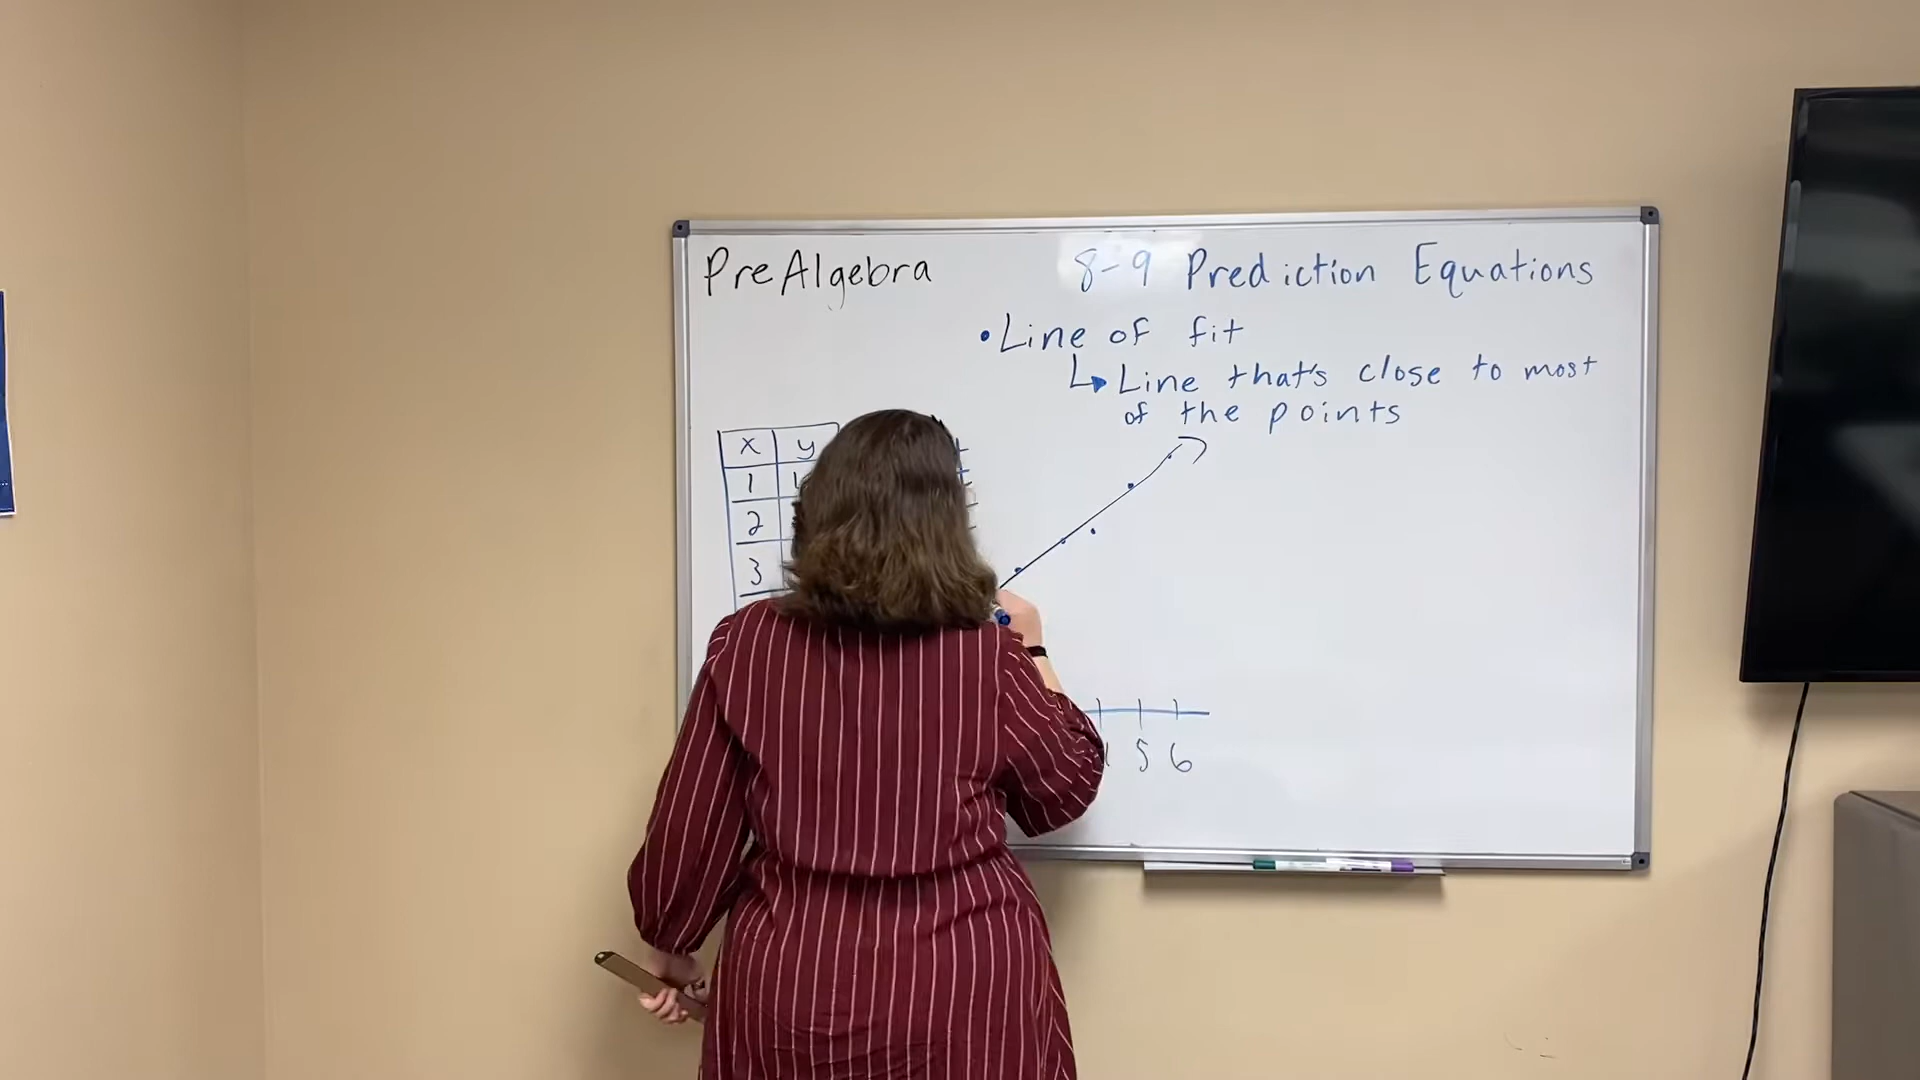 PreAlgebra
8-9 Prediction Equations
• Line of fit
Line that's close to most
of the points
x y
1
2
3
5 6